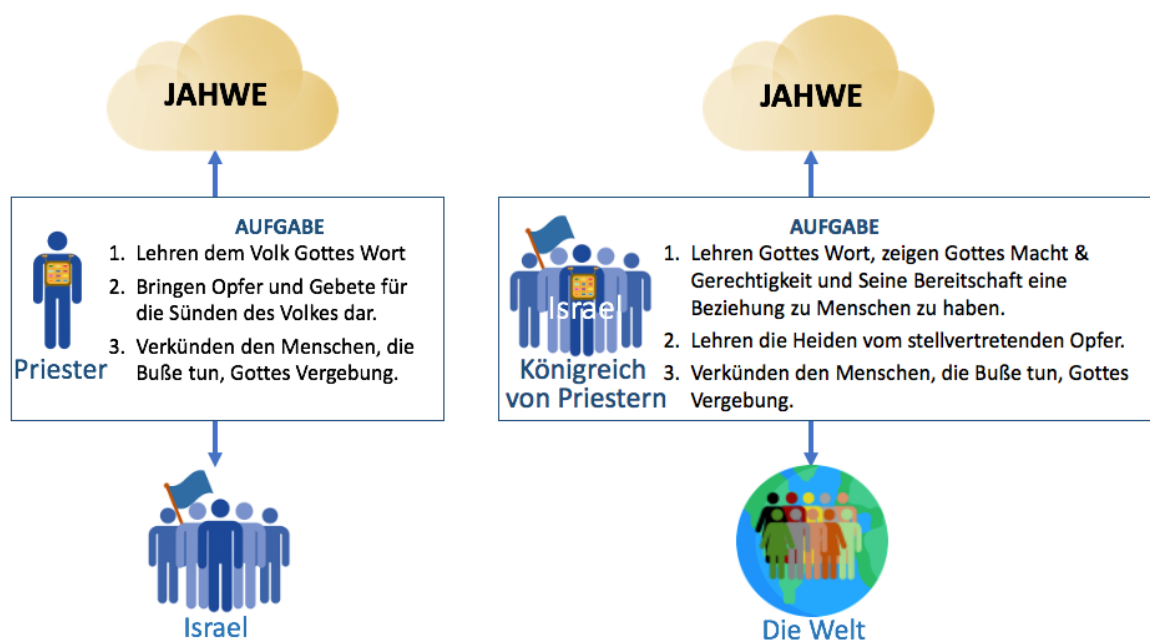 JAHWE
AUFGABE
1. Lehren dem Volk Gottes Wort
2. Bringen Opfer und Gebete für
die Sünden des Volkes dar.
3. Verkünden den Menschen, die
Buße tun, Gottes Vergebung.
Priester
Israel
JAHWE
AUFGABE
1. Lehren Gottes Wort, zeigen Gottes Macht &
Gerechtigkeit und Seine Bereitschaft eine
Beziehung zu Menschen zu haben.
2. Lehren die Heiden vom stellvertretenden Opfer.
3. Verkünden den Menschen, die Buße tun, Gottes
Vergebung.
Israel
Königreich
von Priestern
Die Welt